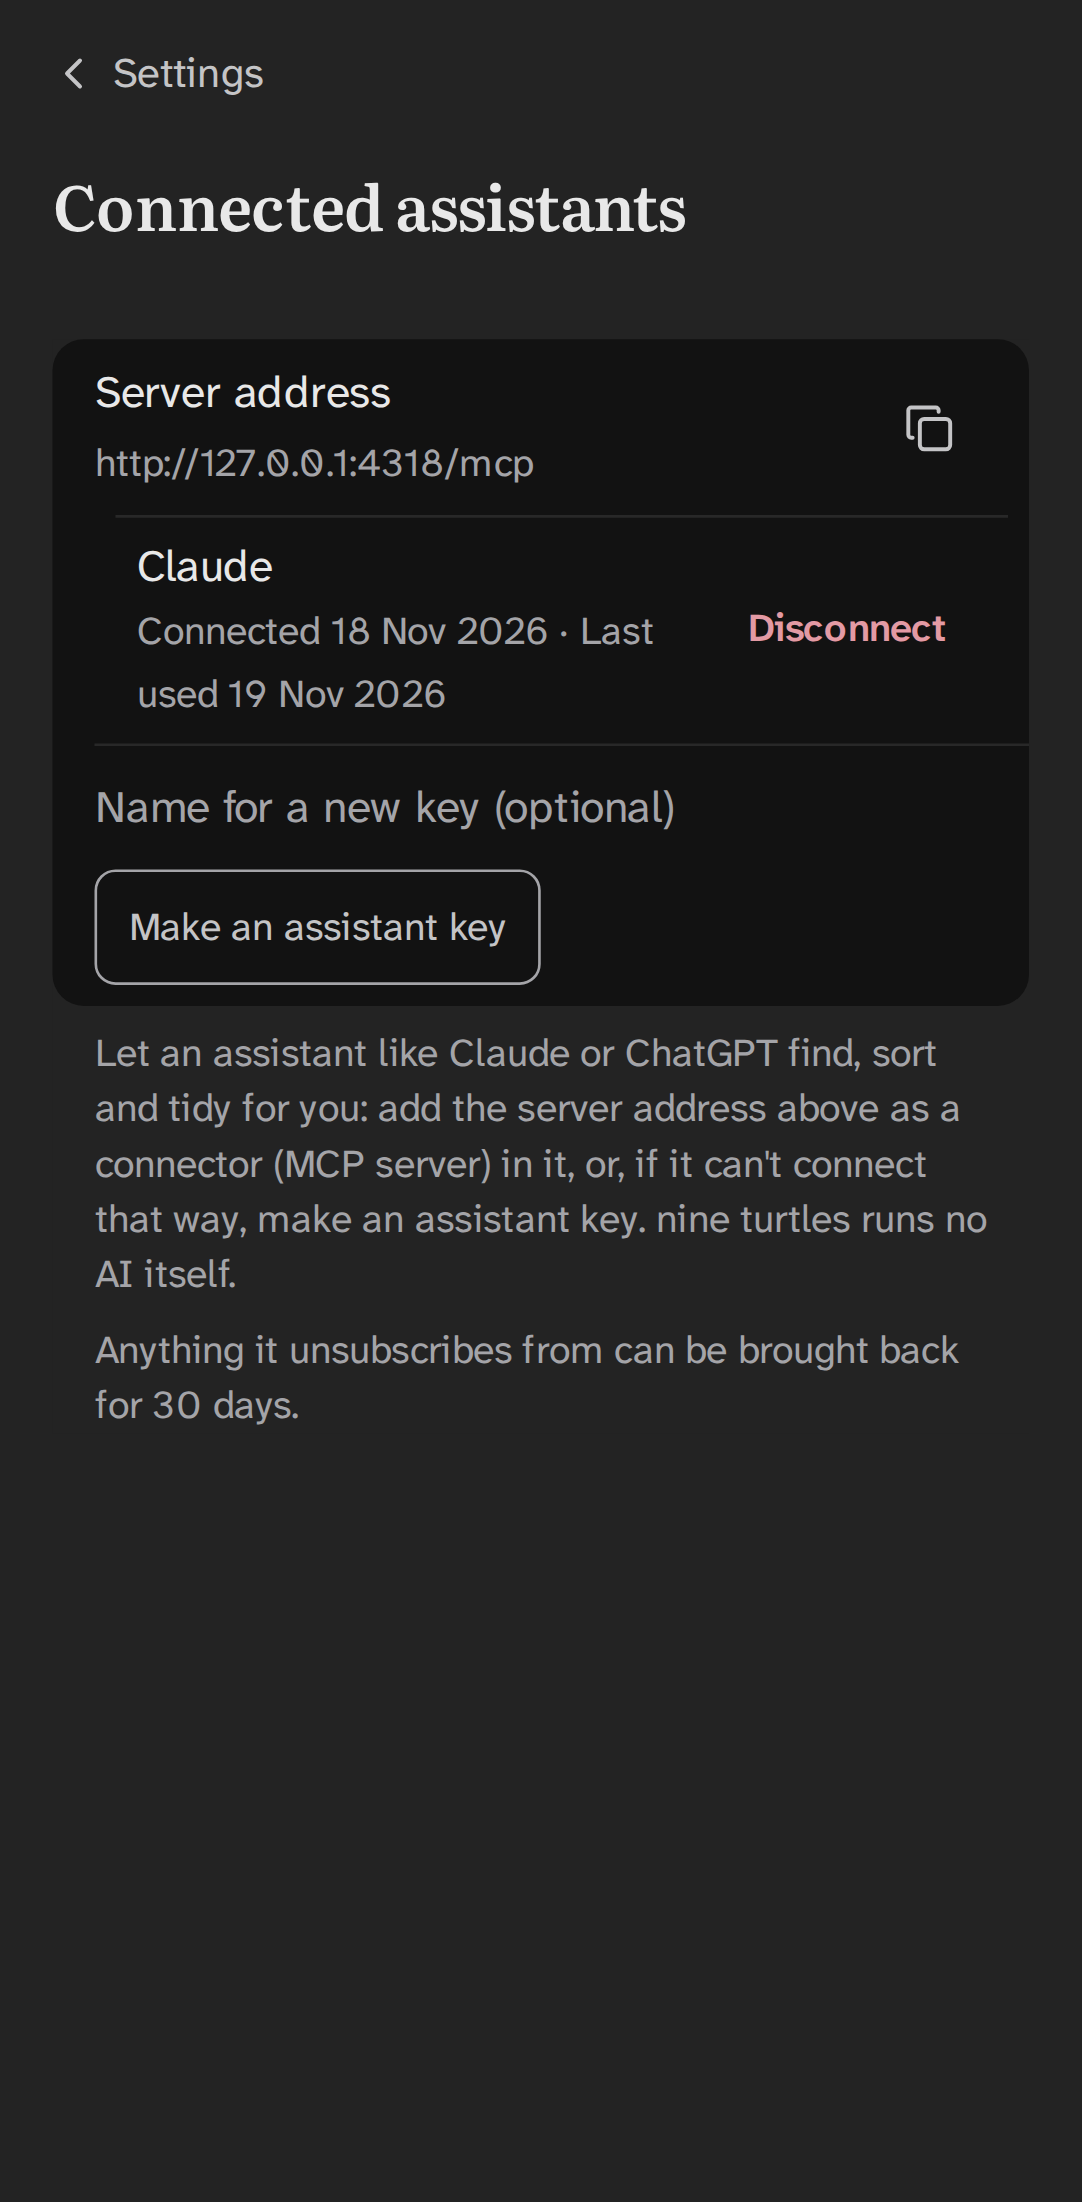 Settings
Connected assistants
Server address
http://127.0.0.1:4318/mcp
Claude
Connected 18 Nov 2026 · Last
used 19 Nov 2026
Disconnect
Name for a new key (optional)
Make an assistant key
Let an assistant like Claude or ChatGPT find, sort
and tidy for you: add the server address above as a
connector (MCP server) in it, or, if it can't connect
that way, make an assistant key. nine turtles runs no
AI itself.
Anything it unsubscribes from can be brought back
for 30 days.